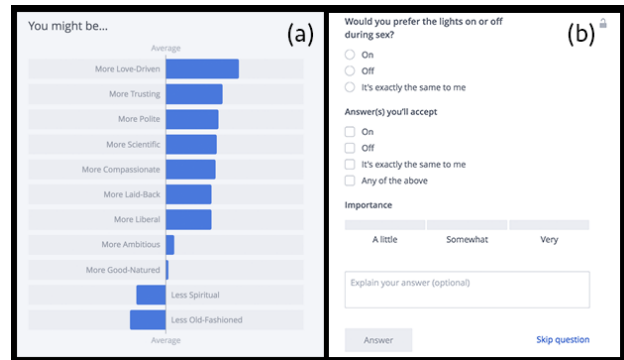 You might be...
(a)
Average
More Love-Driven
More Trusting
More Polite
More Scientific
More Compassionate
More Laid-Back
More Liberal
More Ambitious
More Good-Natured
Less Spiritual
Less Old-Fashioned
Average
Would you prefer the lights on or off
during sex?
(b)
On
Off
It's exactly the same to me
Answer(s) you'll accept
On
Off
It's exactly the same to me
Any of the above
Importance
A little Somewhat Very
Explain your answer (optional)
Answer Skip question